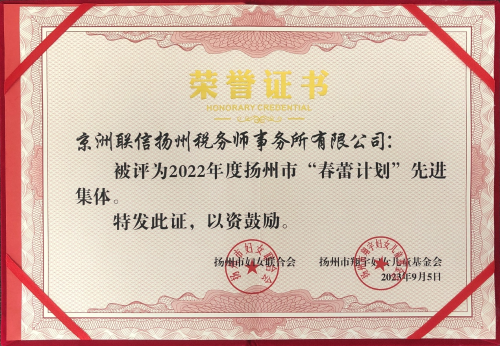 荣誉证书
HONORARY CREDENTIAL
京洲联信扬州税务师事务所有限公司：
被评为2022年度扬州市“春蕾计划”先进
集体。
特发此证，以资鼓励。
扬州市妇女联合会 扬州市翔宇妇女儿童基金会
2023年9月5日